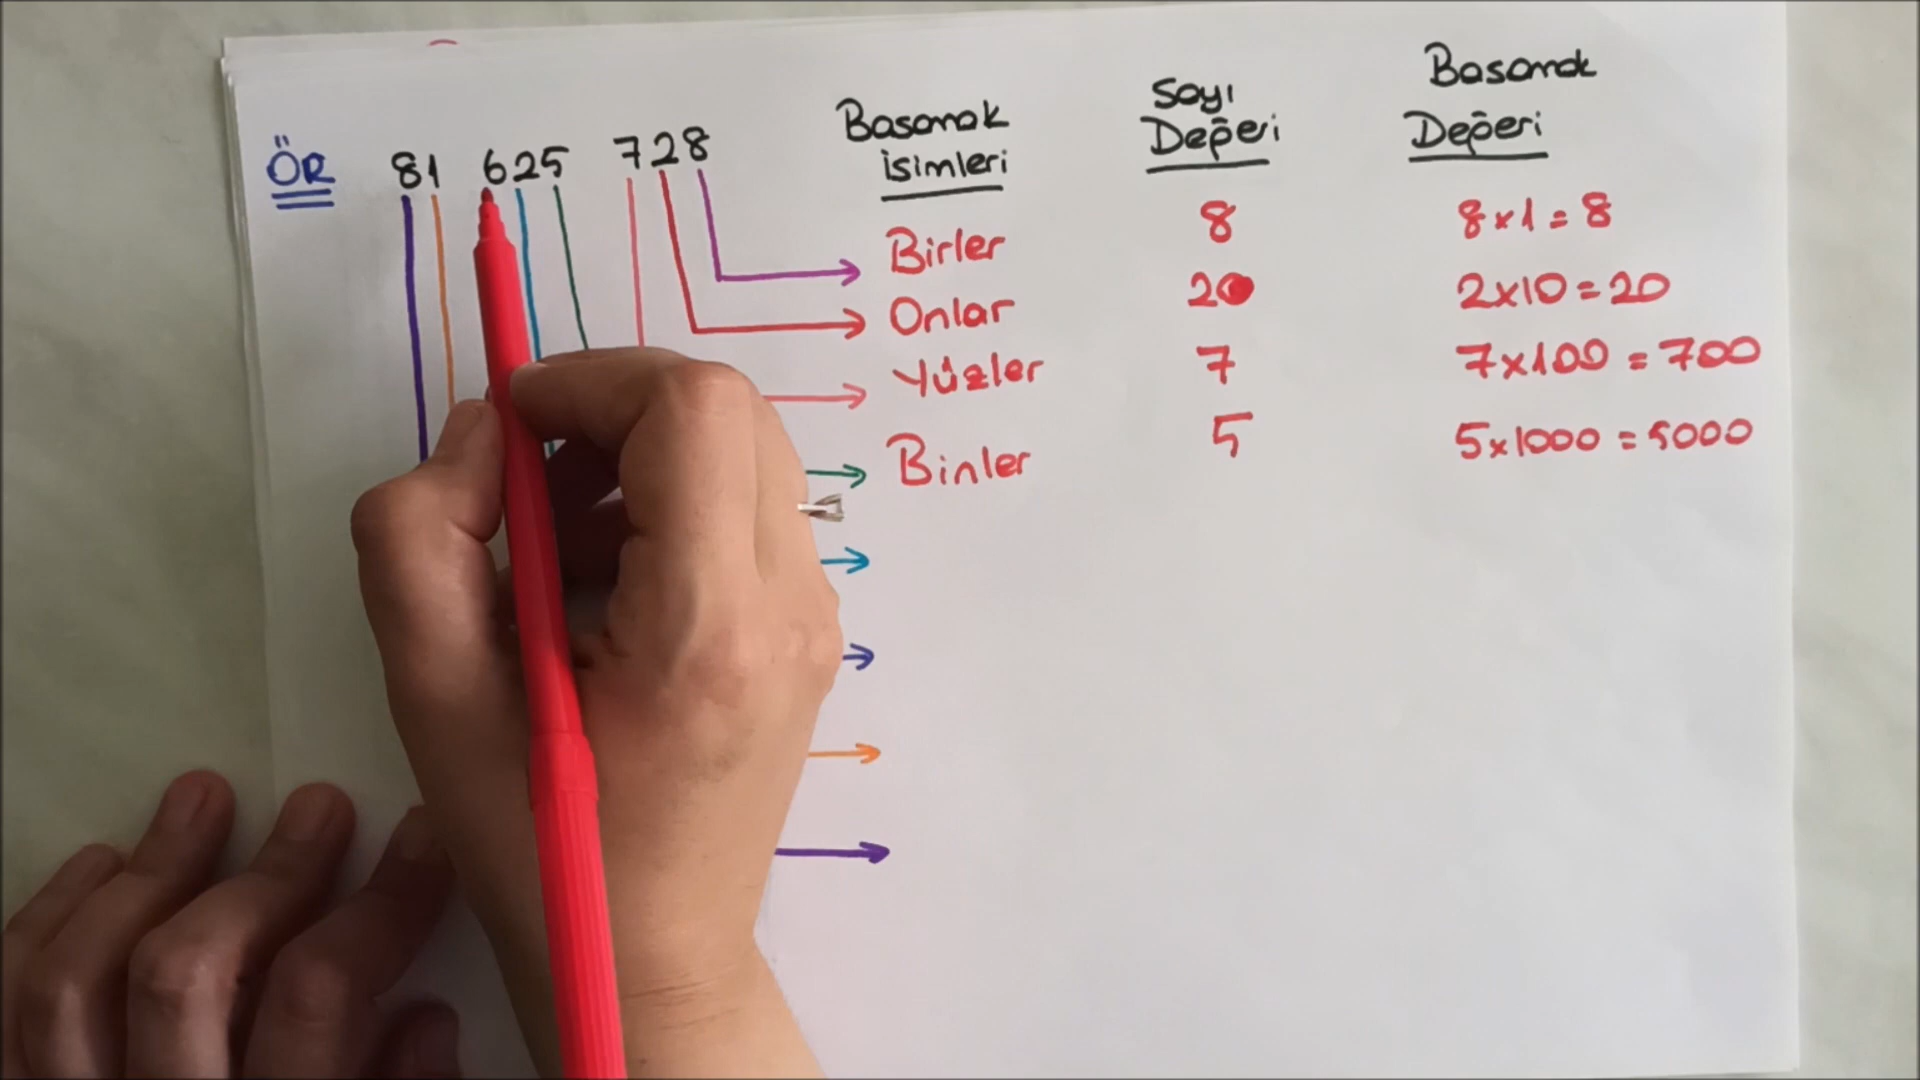 ÖR 81 625 728
Basamak İsimleri
Sayı Değeri
Basamak Değeri
Birler 8 8x1=8
Onlar 20 2x10=20
Yüzler 7 7x100=700
Binler 5 5x1000=5000